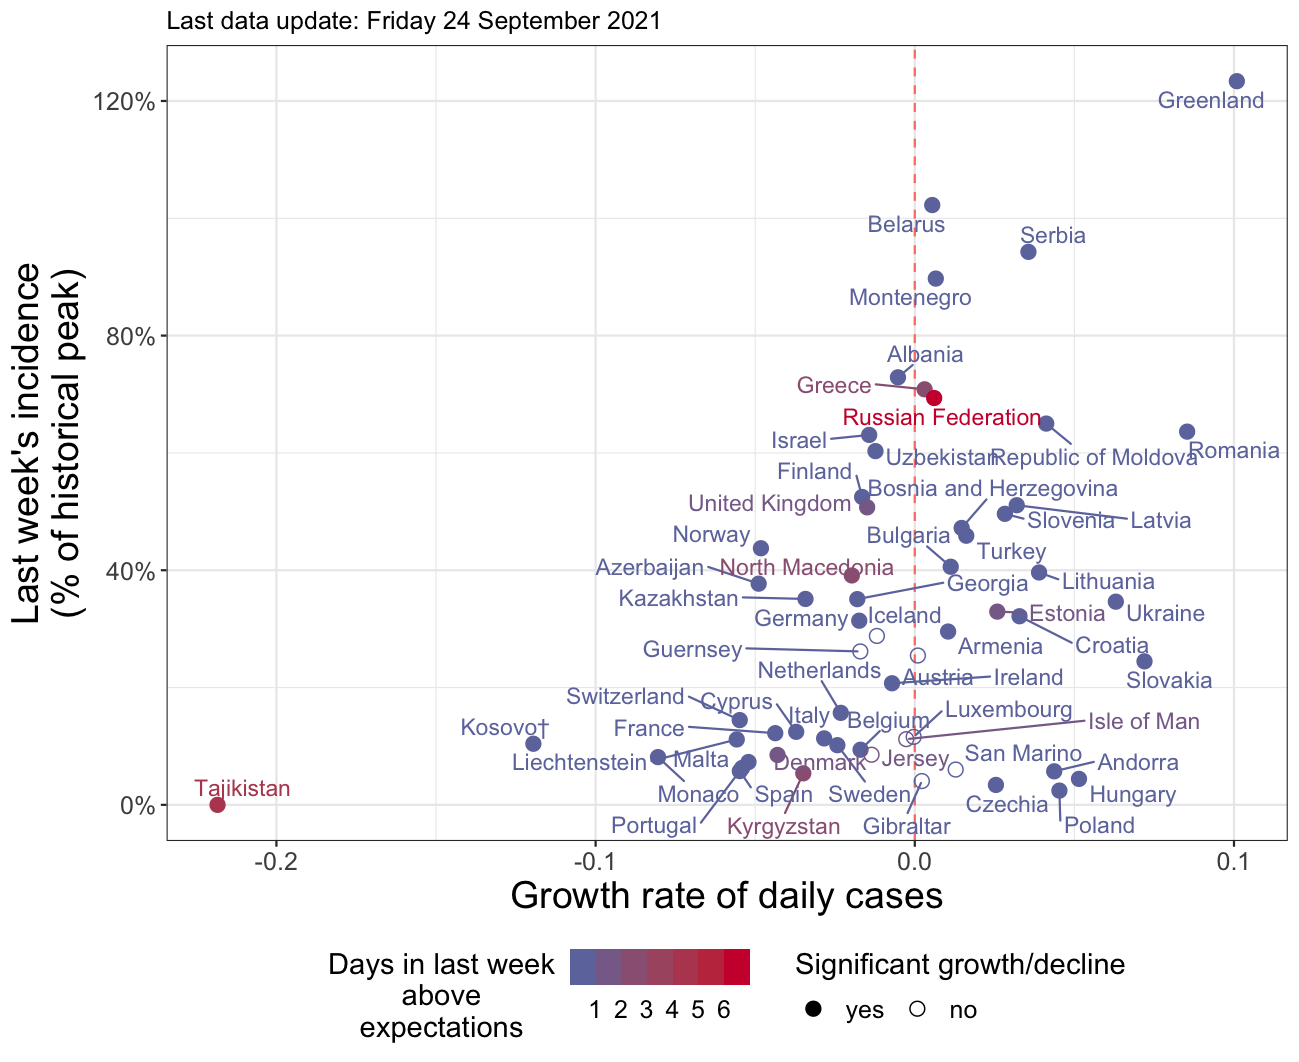 Last data update: Friday 24 September 2021
Last week's incidence
(% of historical peak)
120%
80%
40%
0%
Greenland
Belarus
Serbia
Montenegro
Albania
Greece
Russian Federation
Israel
Uzbekistan
Republic of Moldova
Romania
Finland
Bosnia and Herzegovina
United Kingdom
Slovenia
Latvia
Norway
Bulgaria
Turkey
Azerbaijan
North Macedonia
Georgia
Lithuania
Kazakhstan
Germany
Iceland
Estonia
Ukraine
Guernsey
Armenia
Croatia
Netherlands
Austria
Ireland
Slovakia
Switzerland
Cyprus
Italy
Belgium
Luxembourg
Isle of Man
Kosovo†
France
Liechtenstein
Malta
Denmark
Jersey
San Marino
Andorra
Tajikistan
Monaco
Spain
Sweden
Czechia
Hungary
Portugal
Kyrgyzstan
Gibraltar
Poland
-0.2
-0.1
0.0
0.1
Growth rate of daily cases
Days in last week
above
expectations
1 2 3 4 5 6
Significant growth/decline
yes
no